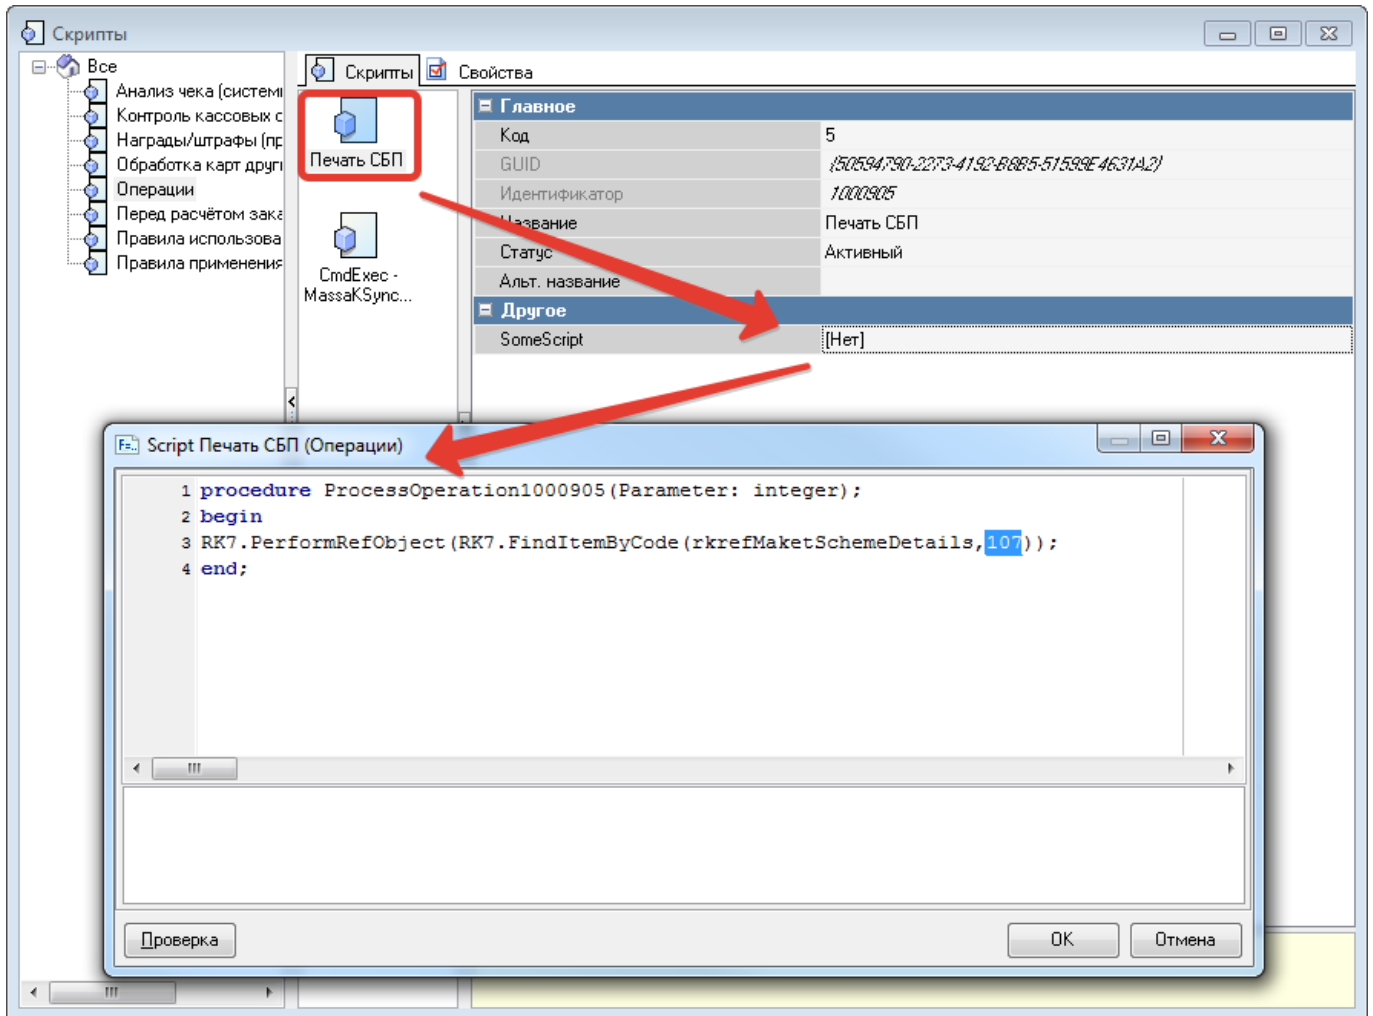 Скрипты
Все
Анализ чека (системн
Контроль кассовых с
Награды/штрафы (пр
Обработка карт други
Операции
Перед расчётом зака
Правила использова
Правила применения
Скрипты
Свойства
Печать СБП
CmdExec -
MassaKSync...
Главное
Код 5
GUID {50594790-2273-4192-B8B5-51599E4631A2}
Идентификатор 1000905
Название Печать СБП
Статус Активный
Альт. название
Другое
SomeScript [Нет]
Script Печать СБП (Операции)
1 procedure ProcessOperation1000905(Parameter: integer);
2 begin
3 RK7.PerformRefObject(RK7.FindItemByCode(rkrefMaketSchemeDetails,107));
4 end;
Проверка
OK
Отмена